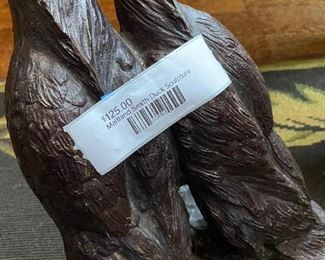 $125.00
Maitland Smith Duck Sculpture